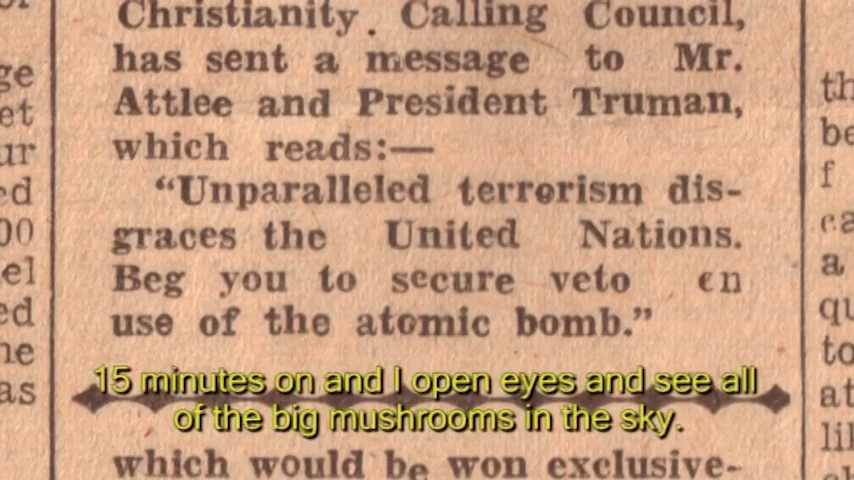 Christianity. Calling Council,
has sent a message to Mr.
Attlee and President Truman,
which reads:—
“Unparalleled terrorism dis-
graces the United Nations.
Beg you to secure veto en
use of the atomic bomb.”
15 minutes on and I open eyes and see all
of the big mushrooms in the sky.
which would be won exclusive-